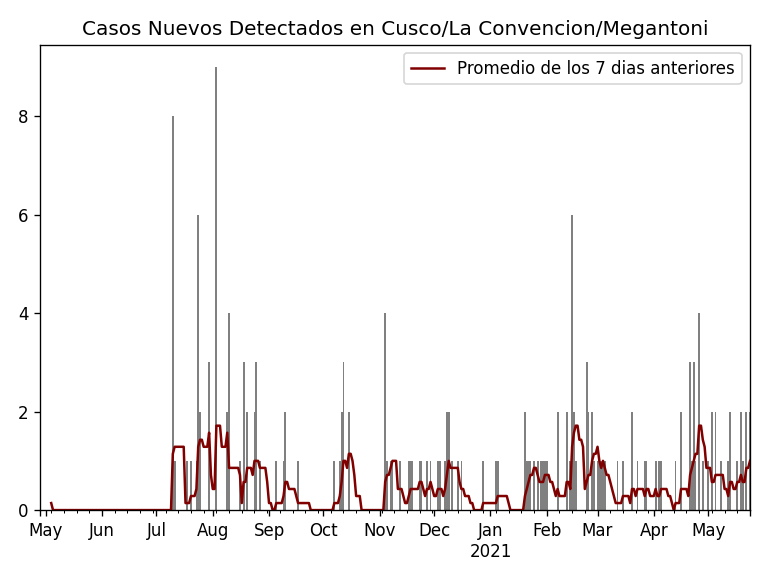 Casos Nuevos Detectados en Cusco/La Convencion/Megantoni
Promedio de los 7 dias anteriores
8
6
4
2
0
May Jun Jul Aug Sep Oct Nov Dec Jan Feb Mar Apr May
2021